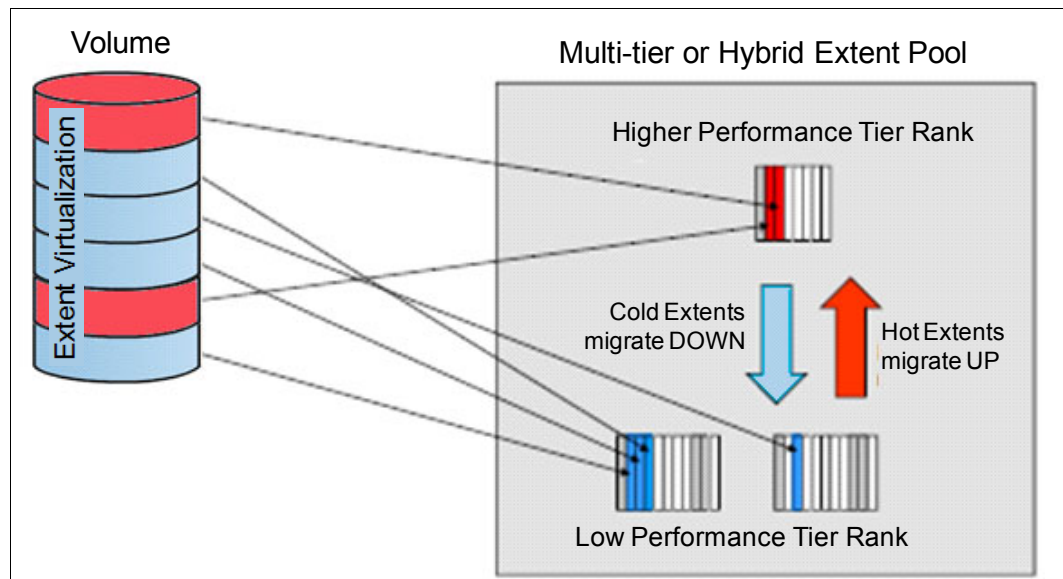 Volume
Extent Virtualization
Multi-tier or Hybrid Extent Pool
Higher Performance Tier Rank
Cold Extents
migrate DOWN
Hot Extents
migrate UP
Low Performance Tier Rank